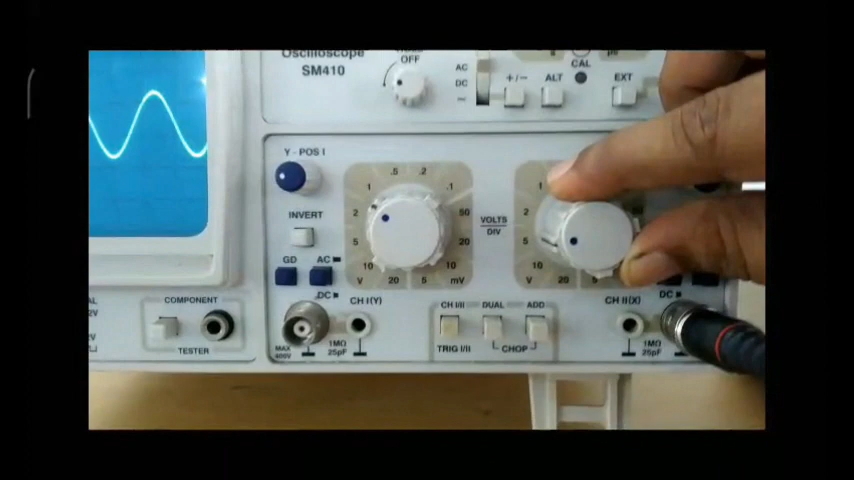 Oscilloscope
SM410
OFF
AC
DC
+/−
ALT
CAL
EXT
Y - POS I
INVERT
GD
AC
DC
CH I(Y)
MAX
400V
1MΩ
25pF
.5 .2
1 .1
2 50
5 20
10 10
V 20 5 mV
VOLTS
DIV
1
2
5
10
V 20 5
CH I/II DUAL ADD
TRIG I/II
CHOP
CH II(X)
DC
1MΩ
25pF
COMPONENT
TESTER